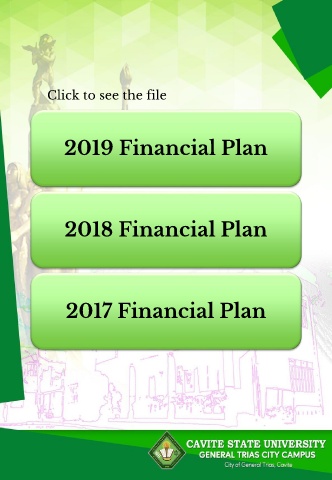 Click to see the file
2019 Financial Plan
2018 Financial Plan
2017 Financial Plan
CAVITE STATE UNIVERSITY
GENERAL TRIAS CITY CAMPUS
City of General Trias, Cavite